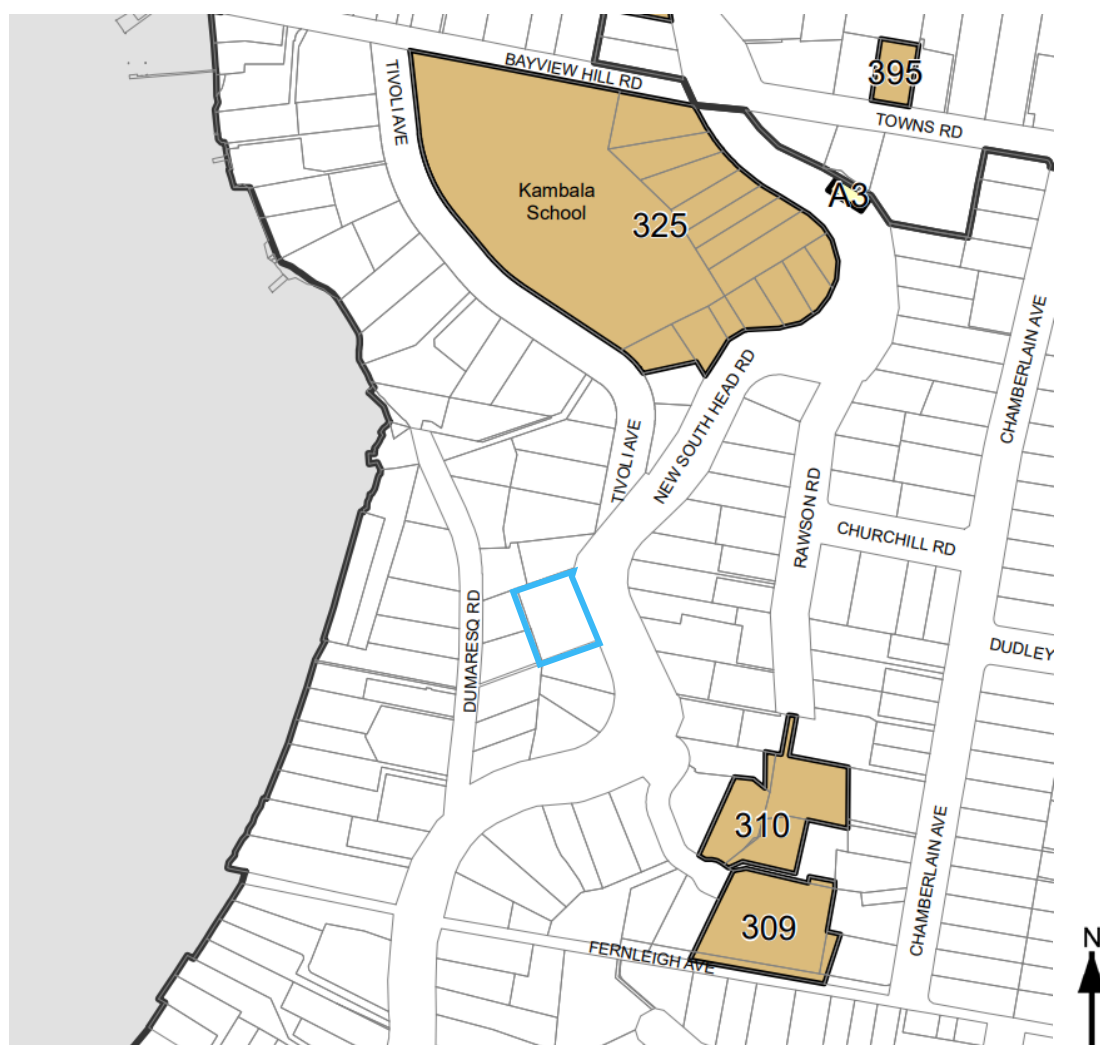 BAYVIEW HILL RD
395
TIVOLI AVE
TOWNS RD
Kambala
School
A3
325
CHAMBERLAIN AVE
NEW SOUTH HEAD RD
TIVOLI AVE
RAWSON RD
CHURCHILL RD
DUMARESQ RD
DUDLEY
310
CHAMBERLAIN AVE
309
FERNLEIGH AVE
N